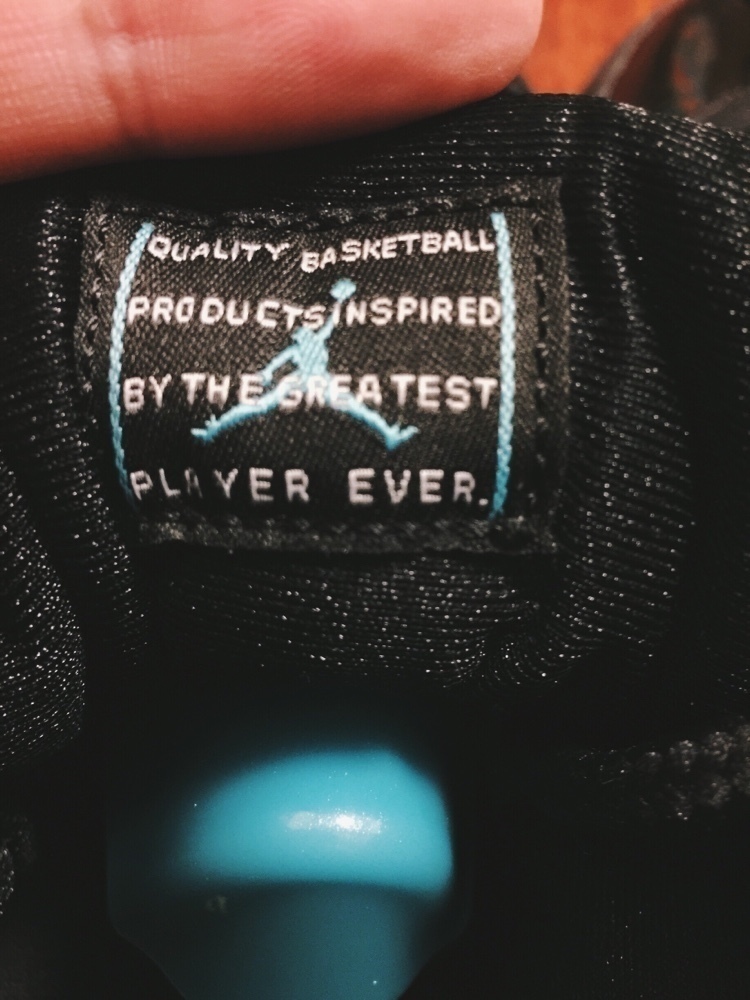 QUALITY BASKETBALL
PRODUCTS INSPIRED
BY THE GREATEST
PLAYER EVER.